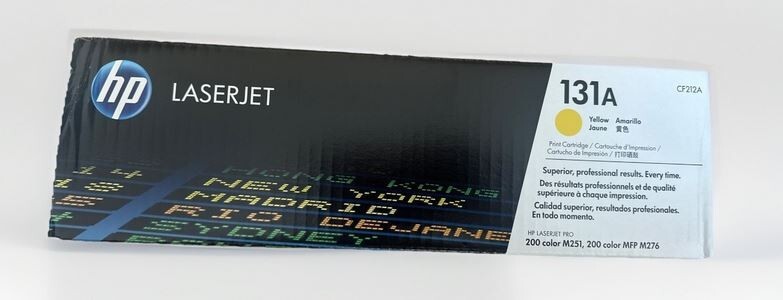 hp
LASERJET
14 HONG KONG
12 NEW YORK
MADRID
RIO DE JANE
SYDNEY
131A
CF212A
Yellow Amarillo
Jaune 黄色
Print Cartridge / Cartouche d'Impression /
Cartucho de Impresión / 打印硒鼓
Superior, professional results. Every time.
Des résultats professionnels et de qualité
supérieure à chaque impression.
Calidad superior, resultados profesionales.
En todo momento.
HP LASERJET PRO
200 color M251, 200 color MFP M276